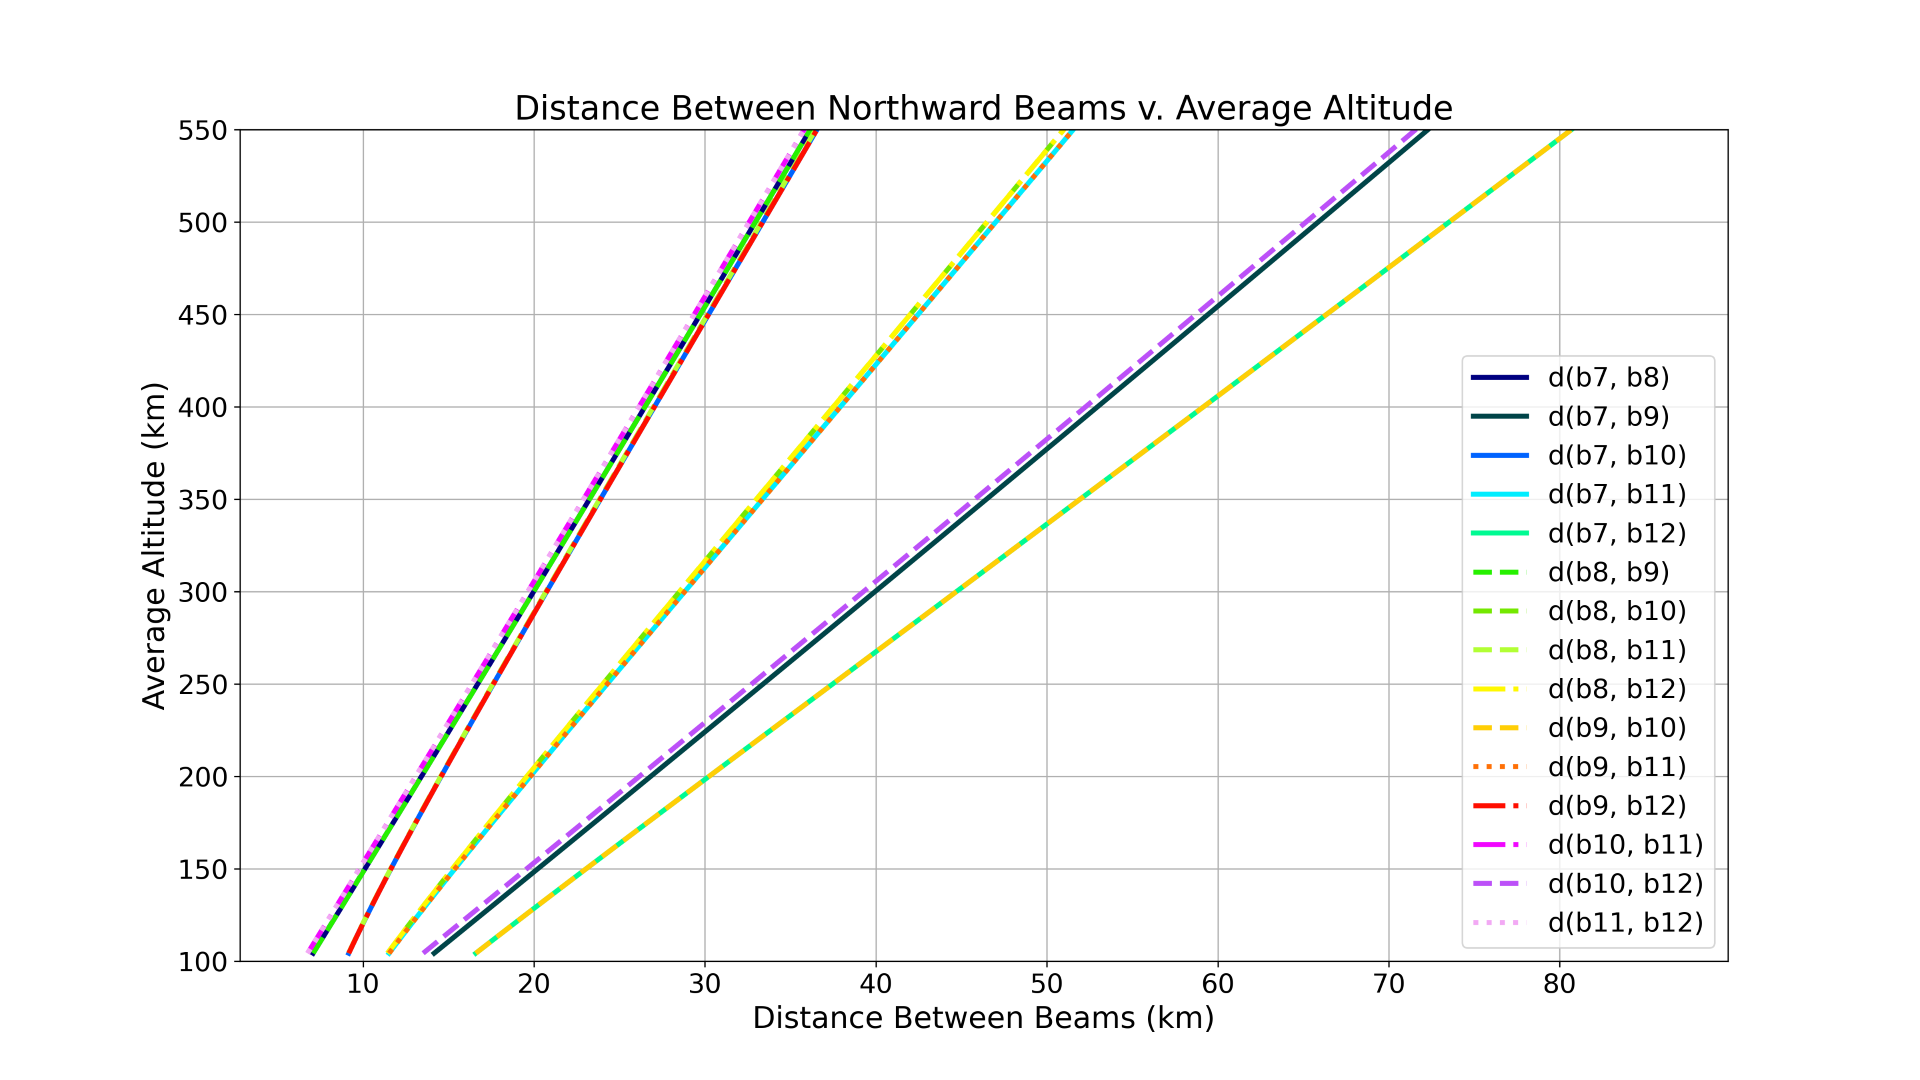 Distance Between Northward Beams v. Average Altitude
Average Altitude (km)
550
500
450
400
350
300
250
200
150
100
d(b7, b8)
d(b7, b9)
d(b7, b10)
d(b7, b11)
d(b7, b12)
d(b8, b9)
d(b8, b10)
d(b8, b11)
d(b8, b12)
d(b9, b10)
d(b9, b11)
d(b9, b12)
d(b10, b11)
d(b10, b12)
d(b11, b12)
10 20 30 40 50 60 70 80
Distance Between Beams (km)